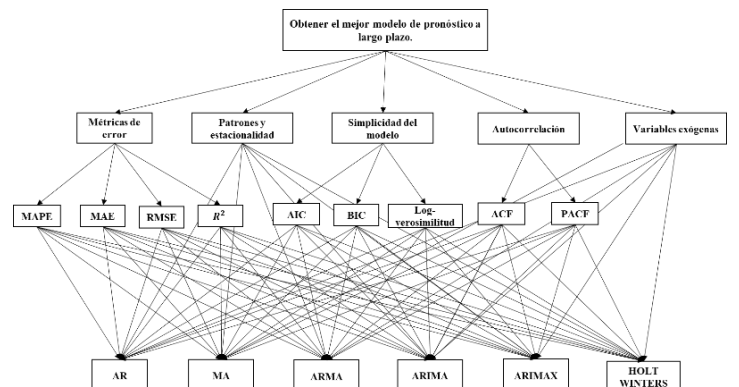 Obtener el mejor modelo de pronóstico a
largo plazo.
Métricas de
error
Patrones y
estacionalidad
Simplicidad del
modelo
Autocorrelación
Variables exógenas
MAPE
MAE
RMSE
R²
AIC
BIC
Log-
verosimilitud
ACF
PACF
AR
MA
ARMA
ARIMA
ARIMAX
HOLT
WINTERS